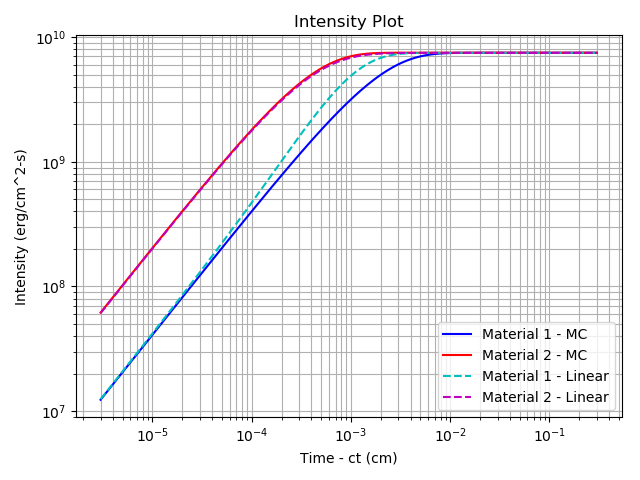 Intensity Plot
Intensity (erg/cm^2-s)
10^10
10^9
10^8
10^7
10^-5
10^-4
10^-3
10^-2
10^-1
Time - ct (cm)
Material 1 - MC
Material 2 - MC
Material 1 - Linear
Material 2 - Linear